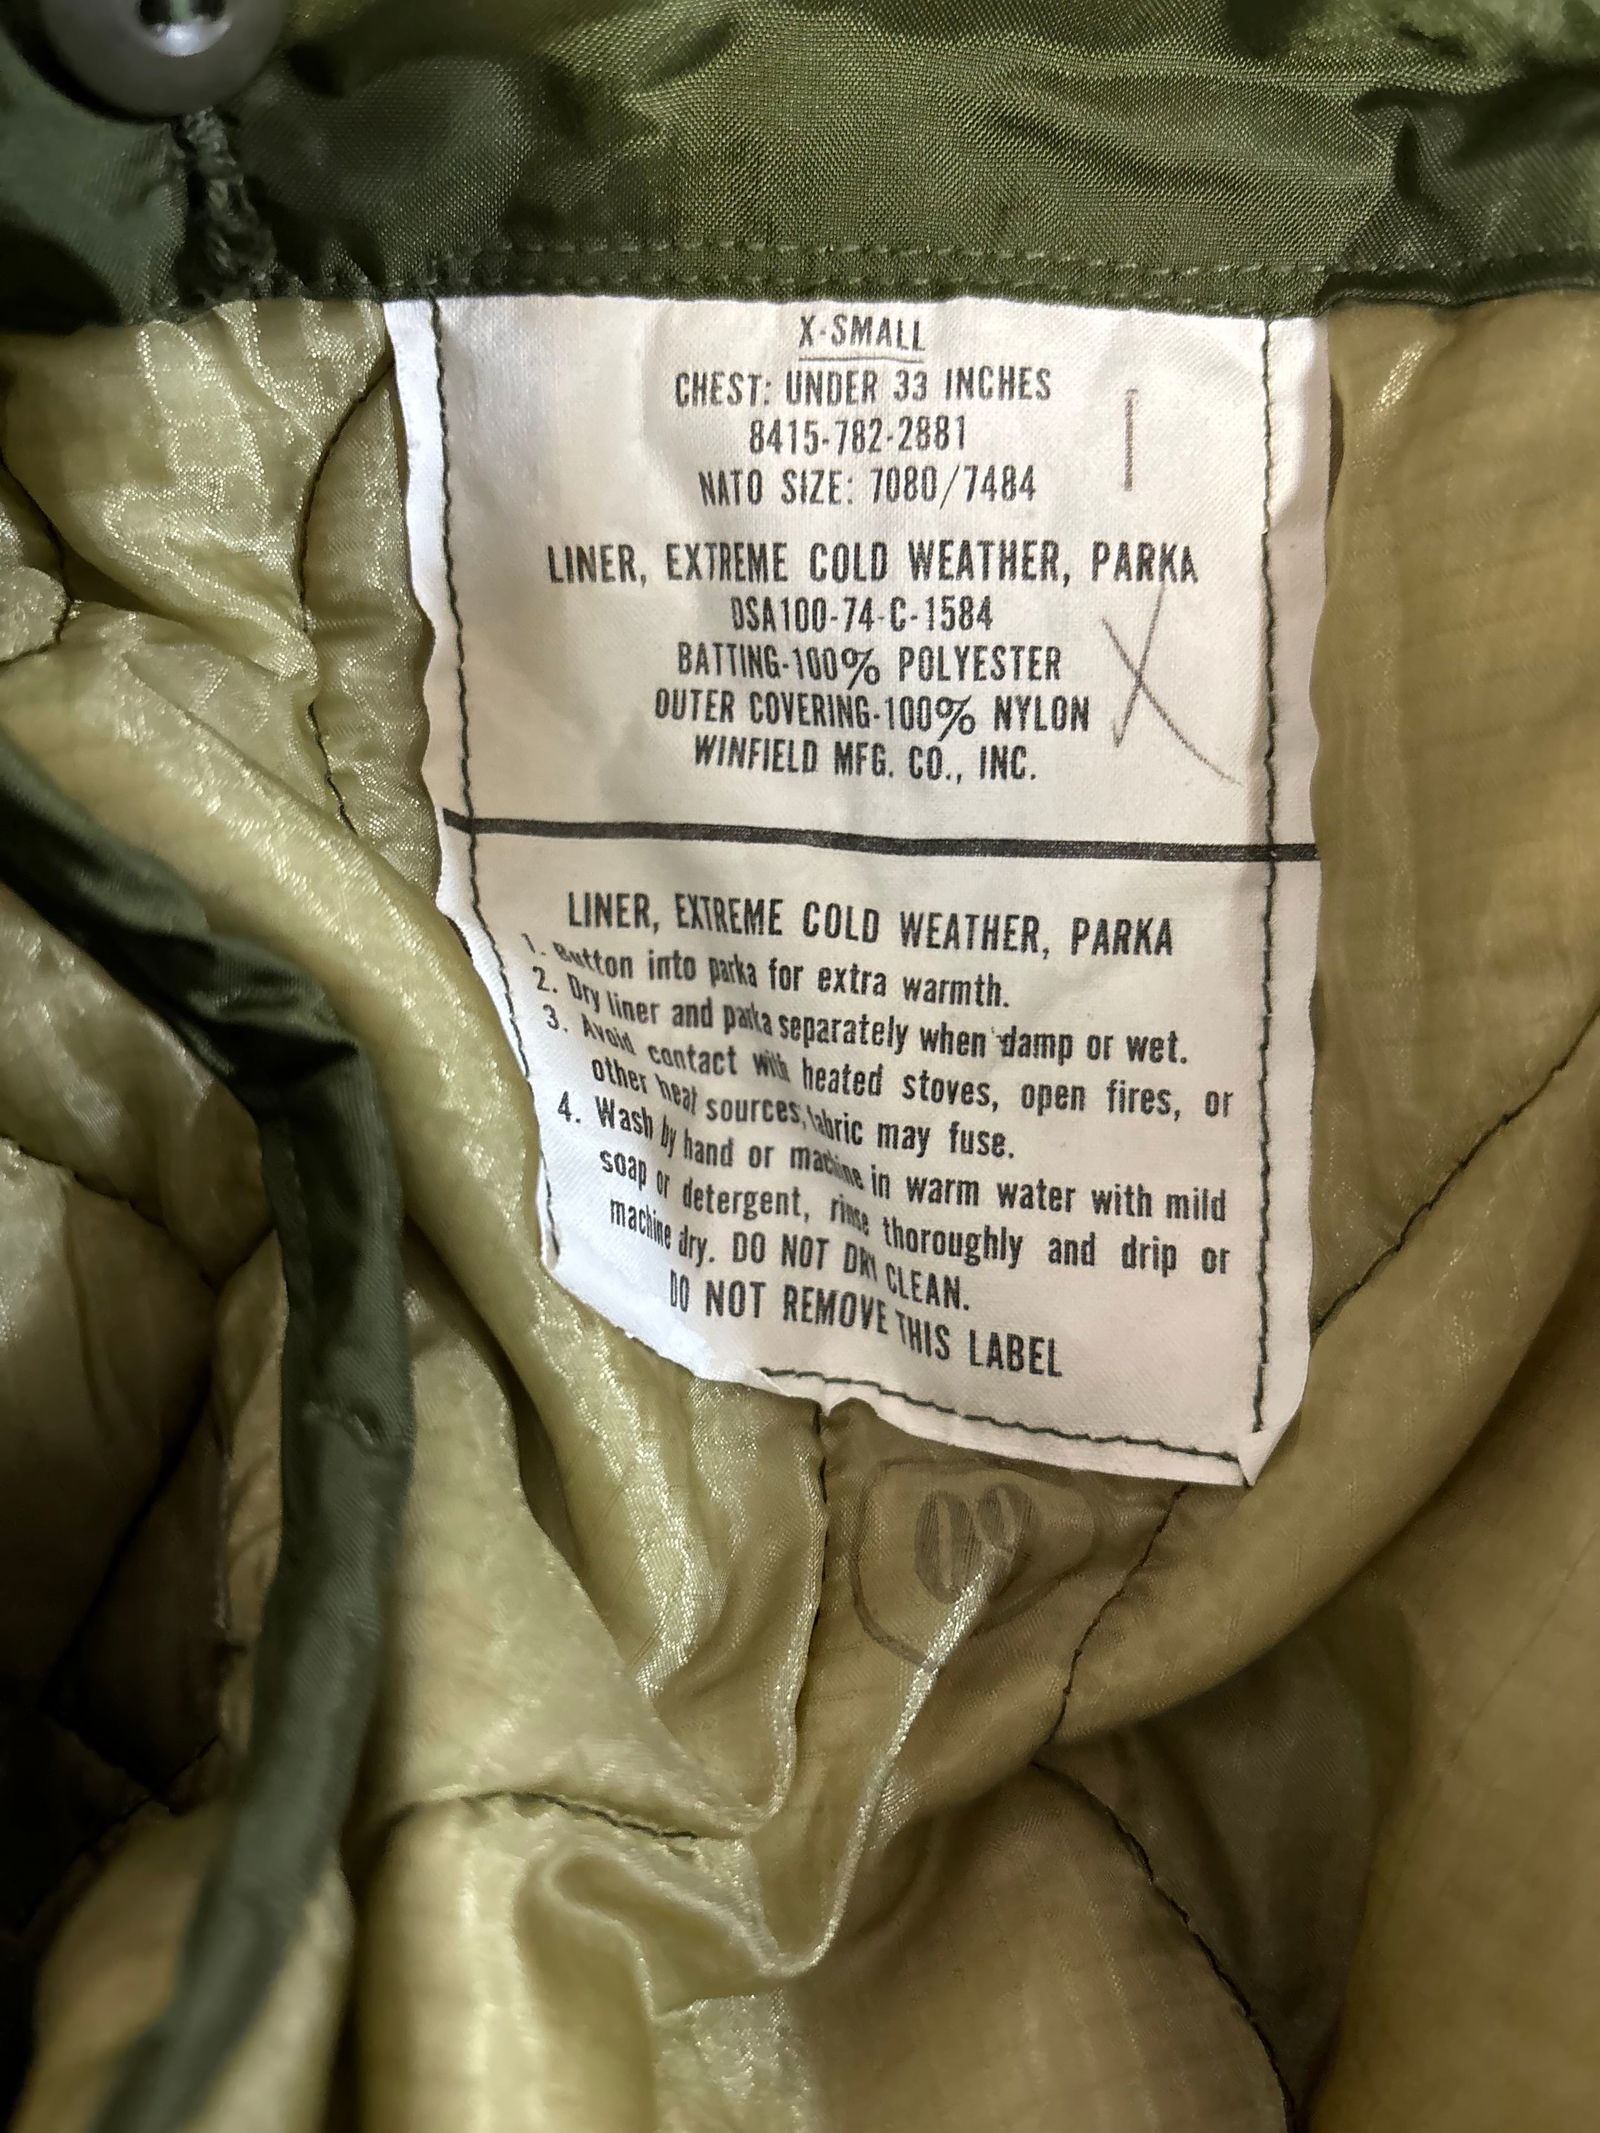 X-SMALL
CHEST: UNDER 33 INCHES
8415-782-2881
NATO SIZE: 7080/7484
LINER, EXTREME COLD WEATHER, PARKA
DSA100-74-C-1584
BATTING-100% POLYESTER
OUTER COVERING-100% NYLON
WINFIELD MFG. CO., INC.
LINER, EXTREME COLD WEATHER, PARKA
1. Button into parka for extra warmth.
2. Dry liner and parka separately when damp or wet.
3. Avoid contact with heated stoves, open fires, or
other heat sources, fabric may fuse.
4. Wash by hand or machine in warm water with mild
soap or detergent, rinse thoroughly and drip or
machine dry. DO NOT DRY CLEAN.
DO NOT REMOVE THIS LABEL